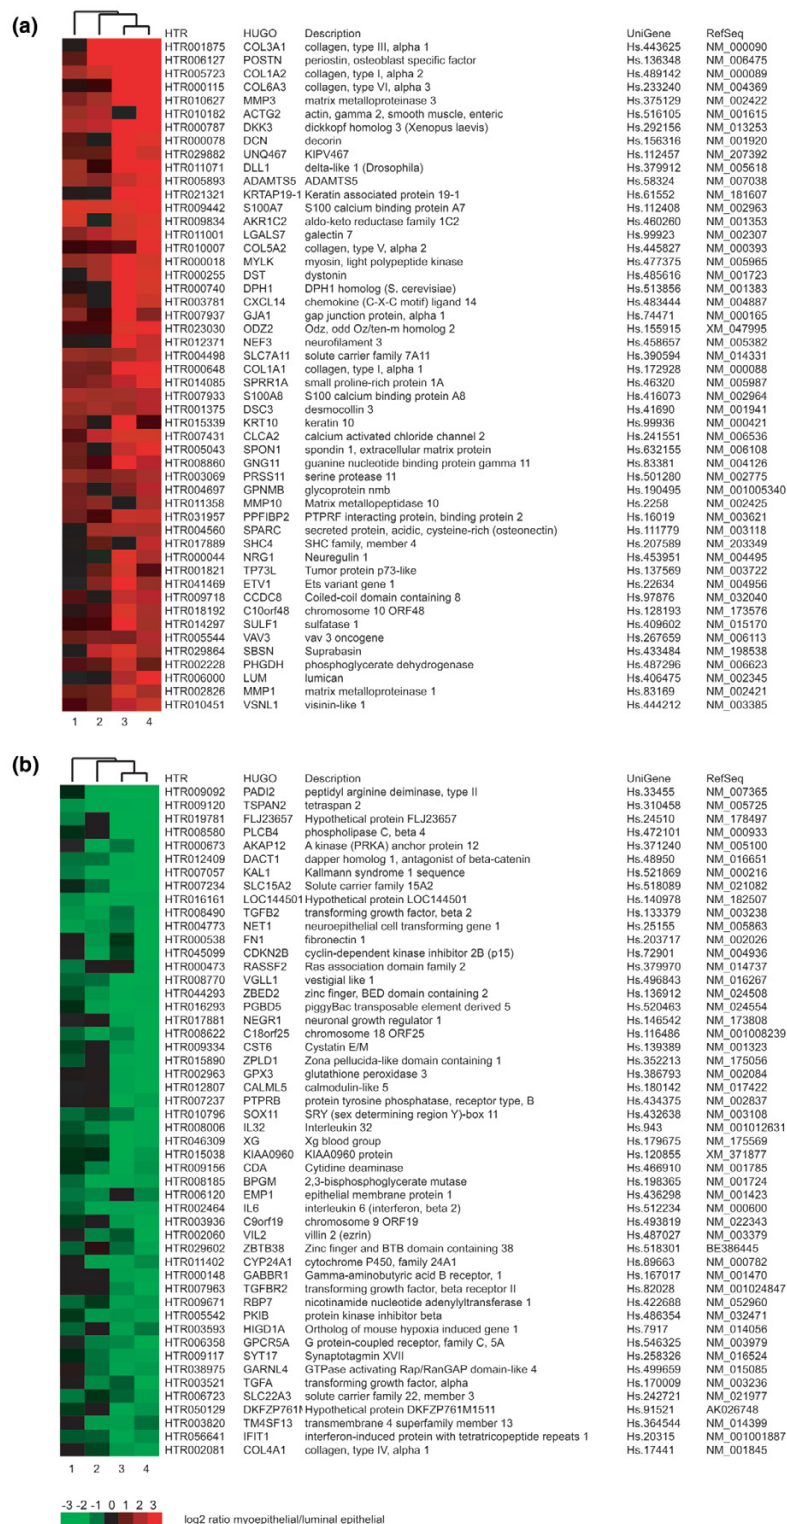 (a)
HTR HUGO Description UniGene RefSeq
HTR001875 COL3A1 collagen, type III, alpha 1 Hs.443625 NM_000090
HTR006127 POSTN periostin, osteoblast specific factor Hs.136348 NM_006475
HTR005723 COL1A2 collagen, type I, alpha 2 Hs.489142 NM_000089
HTR000115 COL6A3 collagen, type VI, alpha 3 Hs.233240 NM_004369
HTR010627 MMP3 matrix metalloproteinase 3 Hs.375129 NM_002422
HTR010182 ACTG2 actin, gamma 2, smooth muscle, enteric Hs.516105 NM_001615
HTR000787 DKK3 dickkopf homolog 3 (Xenopus laevis) Hs.292156 NM_013253
HTR000078 DCN decorin Hs.156316 NM_001920
HTR029882 UNQ467 KIPV467 Hs.112457 NM_207392
HTR011071 DLL1 delta-like 1 (Drosophila) Hs.379912 NM_005618
HTR005893 ADAMTS5 ADAMTS5 Hs.58324 NM_007038
HTR021321 KRTAP19-1 Keratin associated protein 19-1 Hs.61552 NM_181607
HTR009442 S100A7 S100 calcium binding protein A7 Hs.112408 NM_002963
HTR009834 AKR1C2 aldo-keto reductase family 1C2 Hs.460260 NM_001353
HTR011001 LGALS7 galectin 7 Hs.99923 NM_002307
HTR010007 COL5A2 collagen, type V, alpha 2 Hs.445827 NM_000393
HTR000018 MYLK myosin, light polypeptide kinase Hs.477375 NM_005965
HTR000255 DST dystonin Hs.485616 NM_001723
HTR000740 DPH1 DPH1 homolog (S. cerevisiae) Hs.513856 NM_001383
HTR003781 CXCL14 chemokine (C-X-C motif) ligand 14 Hs.483444 NM_004887
HTR007937 GJA1 gap junction protein, alpha 1 Hs.74471 NM_000165
HTR023030 ODZ2 Odz, odd Oz/ten-m homolog 2 Hs.155915 XM_047995
HTR012371 NEF3 neurofilament 3 Hs.458657 NM_005382
HTR004498 SLC7A11 solute carrier family 7A11 Hs.390594 NM_014331
HTR000648 COL1A1 collagen, type I, alpha 1 Hs.172928 NM_000088
HTR014085 SPRR1A small proline-rich protein 1A Hs.46320 NM_005987
HTR007933 S100A8 S100 calcium binding protein A8 Hs.416073 NM_002964
HTR001375 DSC3 desmocollin 3 Hs.41690 NM_001941
HTR015339 KRT10 keratin 10 Hs.99936 NM_000421
HTR007431 CLCA2 calcium activated chloride channel 2 Hs.241551 NM_006536
HTR005043 SPON1 spondin 1, extracellular matrix protein Hs.632155 NM_006108
HTR008860 GNG11 guanine nucleotide binding protein gamma 11 Hs.83381 NM_004126
HTR003069 PRSS11 serine protease 11 Hs.501280 NM_002775
HTR004697 GPNMB glycoprotein nmb Hs.190495 NM_001005340
HTR011358 MMP10 Matrix metallopeptidase 10 Hs.2258 NM_002425
HTR031957 PPFIBP2 PTPRF interacting protein, binding protein 2 Hs.16019 NM_003621
HTR004560 SPARC secreted protein, acidic, cysteine-rich (osteonectin) Hs.111779 NM_003118
HTR017889 SHC4 SHC family, member 4 Hs.207589 NM_203349
HTR000044 NRG1 Neuregulin 1 Hs.453951 NM_004495
HTR001821 TP73L Tumor protein p73-like Hs.137569 NM_003722
HTR041469 ETV1 Ets variant gene 1 Hs.22634 NM_004956
HTR009718 CCDC8 Coiled-coil domain containing 8 Hs.97876 NM_032040
HTR018192 C10orf48 chromosome 10 ORF48 Hs.128193 NM_173576
HTR014297 SULF1 sulfatase 1 Hs.409602 NM_015170
HTR005544 VAV3 vav 3 oncogene Hs.267659 NM_006113
HTR029864 SBSN Suprabasin Hs.433484 NM_198538
HTR002228 PHGDH phosphoglycerate dehydrogenase Hs.487296 NM_006623
HTR006000 LUM lumican Hs.406475 NM_002345
HTR002826 MMP1 matrix metalloproteinase 1 Hs.83169 NM_002421
HTR010451 VSNL1 visinin-like 1 Hs.444212 NM_003385
1 2 3 4
(b)
HTR HUGO Description UniGene RefSeq
HTR009092 PADI2 peptidyl arginine deiminase, type II Hs.33455 NM_007365
HTR009120 TSPAN2 tetraspan 2 Hs.310458 NM_005725
HTR019781 FLJ23657 Hypothetical protein FLJ23657 Hs.24510 NM_178497
HTR008580 PLCB4 phospholipase C, beta 4 Hs.472101 NM_000933
HTR000673 AKAP12 A kinase (PRKA) anchor protein 12 Hs.371240 NM_005100
HTR012409 DACT1 dapper homolog 1, antagonist of beta-catenin Hs.48950 NM_016651
HTR007057 KAL1 Kallmann syndrome 1 sequence Hs.521869 NM_000216
HTR007234 SLC15A2 Solute carrier family 15A2 Hs.518089 NM_021082
HTR016161 LOC144501 Hypothetical protein LOC144501 Hs.140978 NM_182507
HTR008490 TGFB2 transforming growth factor, beta 2 Hs.133379 NM_003238
HTR004773 NET1 neuroepithelial cell transforming gene 1 Hs.25155 NM_005863
HTR000538 FN1 fibronectin 1 Hs.203717 NM_002026
HTR045099 CDKN2B cyclin-dependent kinase inhibitor 2B (p15) Hs.72901 NM_004936
HTR000473 RASSF2 Ras association domain family 2 Hs.379970 NM_014737
HTR008770 VGLL1 vestigial like 1 Hs.496843 NM_016267
HTR044293 ZBED2 zinc finger, BED domain containing 2 Hs.136912 NM_024508
HTR016293 PGBD5 piggyBac transposable element derived 5 Hs.520463 NM_024554
HTR017881 NEGR1 neuronal growth regulator 1 Hs.146542 NM_173808
HTR008622 C18orf25 chromosome 18 ORF25 Hs.116486 NM_001008239
HTR009334 CST6 Cystatin E/M Hs.139389 NM_001323
HTR015890 ZPLD1 Zona pellucida-like domain containing 1 Hs.352213 NM_175056
HTR002963 GPX3 glutathione peroxidase 3 Hs.386793 NM_002084
HTR012807 CALML5 calmodulin-like 5 Hs.180142 NM_017422
HTR007237 PTPRB protein tyrosine phosphatase, receptor type, B Hs.434375 NM_002837
HTR010796 SOX11 SRY (sex determining region Y)-box 11 Hs.432638 NM_003108
HTR008006 IL32 Interleukin 32 Hs.943 NM_001012631
HTR046309 XG Xg blood group Hs.179675 NM_175569
HTR015038 KIAA0960 KIAA0960 protein Hs.120855 XM_371877
HTR009156 CDA Cytidine deaminase Hs.466910 NM_001785
HTR008185 BPGM 2,3-bisphosphoglycerate mutase Hs.198365 NM_001724
HTR006120 EMP1 epithelial membrane protein 1 Hs.436298 NM_001423
HTR002464 IL6 interleukin 6 (interferon, beta 2) Hs.512234 NM_000600
HTR003936 C9orf19 chromosome 9 ORF19 Hs.493819 NM_022343
HTR002060 VIL2 villin 2 (ezrin) Hs.487027 NM_003379
HTR029602 ZBTB38 Zinc finger and BTB domain containing 38 Hs.518301 BE386445
HTR011402 CYP24A1 cytochrome P450, family 24A1 Hs.89663 NM_000782
HTR000148 GABBR1 Gamma-aminobutyric acid B receptor, 1 Hs.167017 NM_001470
HTR007963 TGFBR2 transforming growth factor, beta receptor II Hs.82028 NM_001024847
HTR009671 RBP7 nicotinamide nucleotide adenylyltransferase 1 Hs.422688 NM_052960
HTR005542 PKIB protein kinase inhibitor beta Hs.486354 NM_032471
HTR003593 HIGD1A Ortholog of mouse hypoxia induced gene 1 Hs.7917 NM_014056
HTR006358 GPCR5A G protein-coupled receptor, family C, 5A Hs.546325 NM_003979
HTR009117 SYT17 Synaptotagmin XVII Hs.258326 NM_016524
HTR038975 GARNL4 GTPase activating Rap/RanGAP domain-like 4 Hs.499659 NM_015085
HTR003521 TGFA transforming growth factor, alpha Hs.170009 NM_003236
HTR006723 SLC22A3 solute carrier family 22, member 3 Hs.242721 NM_021977
HTR050129 DKFZP761M Hypothetical protein DKFZP761M1511 Hs.91521 AK026748
HTR003820 TM4SF13 transmembrane 4 superfamily member 13 Hs.364544 NM_014399
HTR056641 IFIT1 interferon-induced protein with tetratricopeptide repeats 1 Hs.20315 NM_001001887
HTR002081 COL4A1 collagen, type IV, alpha 1 Hs.17441 NM_001845
1 2 3 4
-3 -2 -1 0 1 2 3
log2 ratio myoepithelial/luminal epithelial